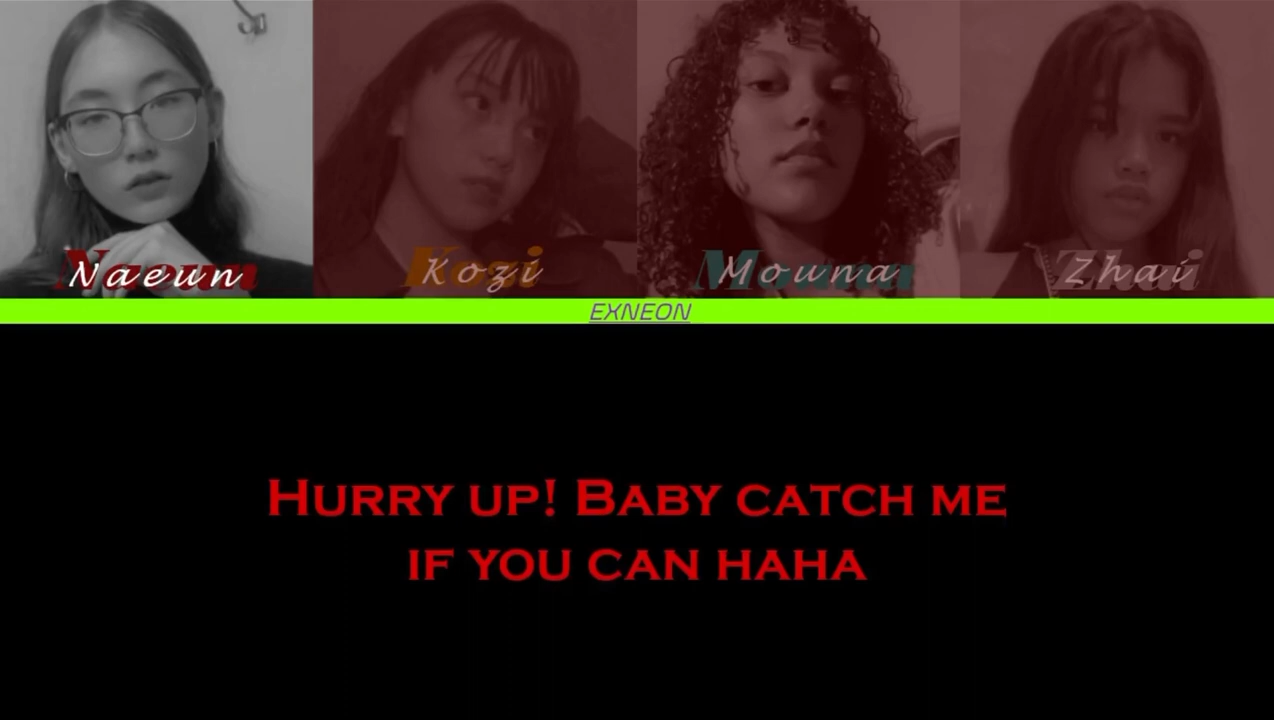 Naeun Kozi Mouna Zhai
EXNEON
HURRY UP! BABY CATCH ME
IF YOU CAN HAHA